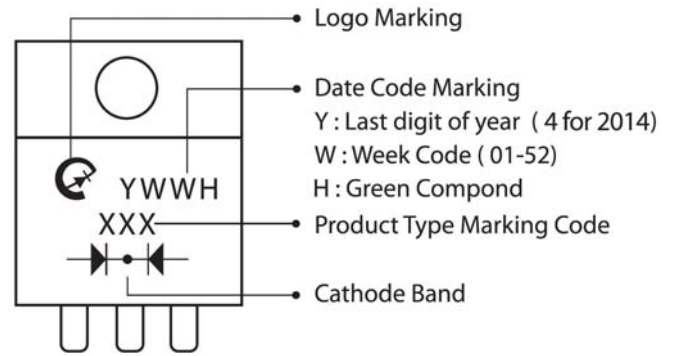 Logo Marking
Date Code Marking
Y : Last digit of year ( 4 for 2014)
W : Week Code ( 01-52)
H : Green Compond
YWWH
XXX
Product Type Marking Code
Cathode Band